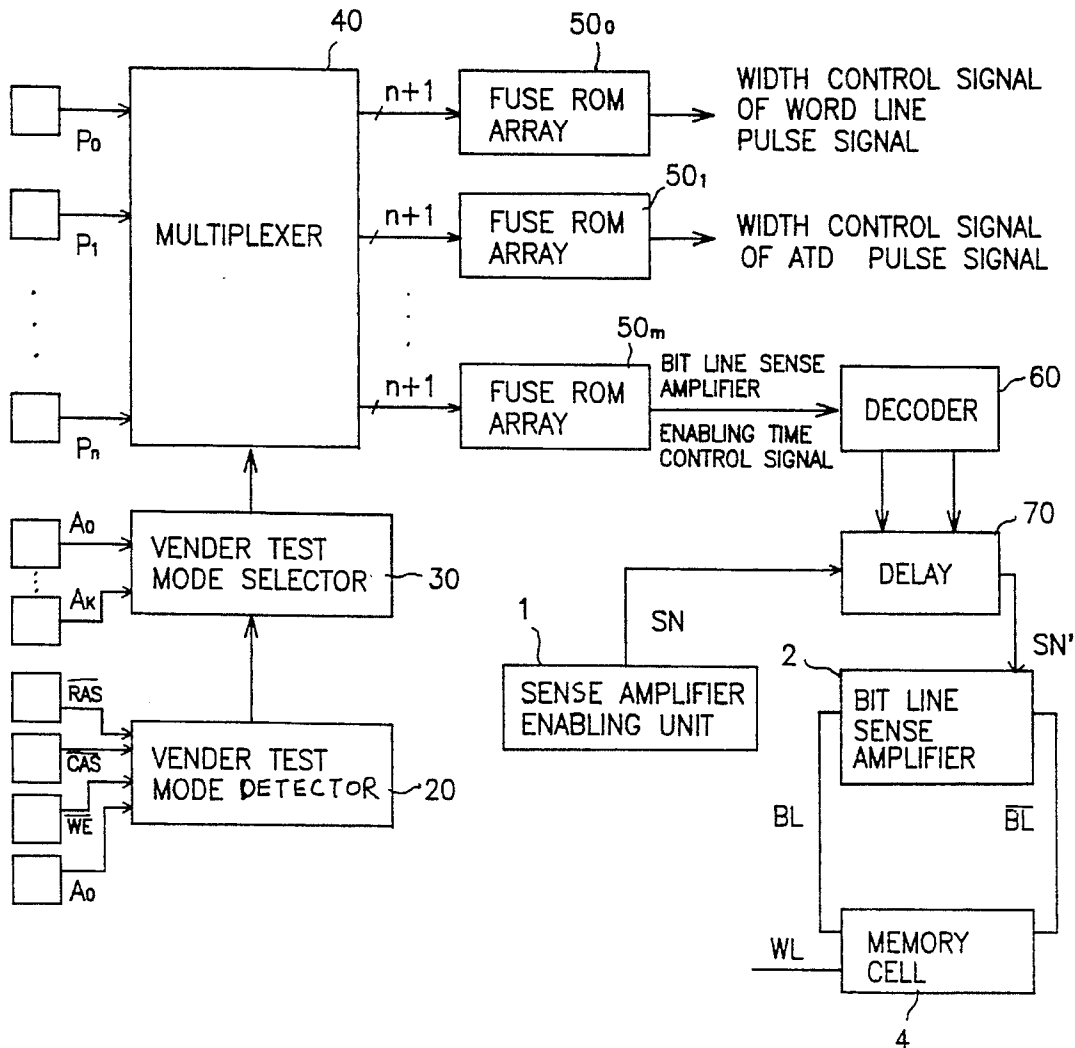 40
50₀
P₀
n+1
FUSE ROM
ARRAY
WIDTH CONTROL SIGNAL
OF WORD LINE
PULSE SIGNAL
P₁
MULTIPLEXER
n+1
50₁
FUSE ROM
ARRAY
WIDTH CONTROL SIGNAL
OF ATD PULSE SIGNAL
Pₙ
n+1
50ₘ
FUSE ROM
ARRAY
BIT LINE SENSE
AMPLIFIER
ENABLING TIME
CONTROL SIGNAL
60
DECODER
A₀
AK
VENDER TEST
MODE SELECTOR
30
70
DELAY
SN
SN'
1
SENSE AMPLIFIER
ENABLING UNIT
2
BIT LINE
SENSE
AMPLIFIER
R̅A̅S̅
C̅A̅S̅
W̅E̅
A₀
VENDER TEST
MODE DETECTOR
20
BL
B̅L̅
WL
MEMORY
CELL
4